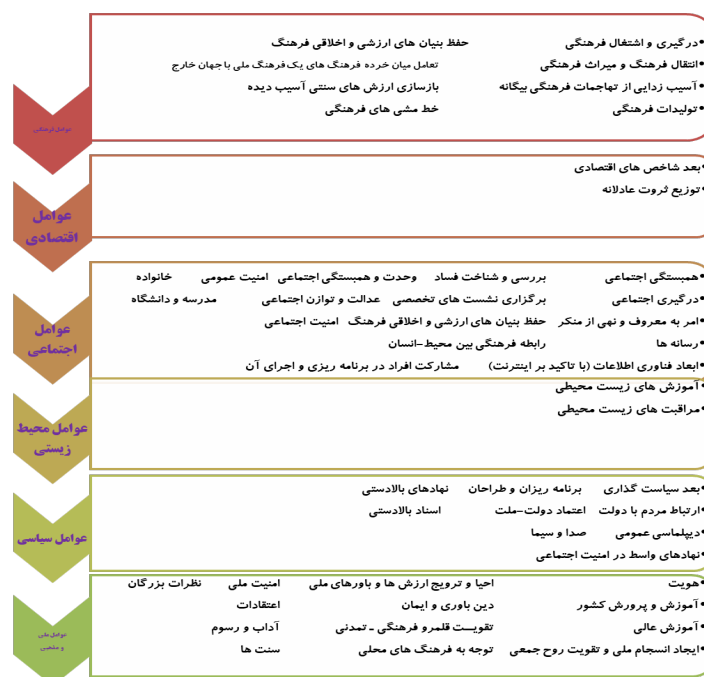 •درگیری و اشتغال فرهنگی حفظ بنیان های ارزشی و اخلاقی فرهنگ
•انتقال فرهنگ و میراث فرهنگی تعامل میان خرده فرهنگ های یک فرهنگ ملی با جهان خارج
•آسیب زدایی از تهاجمات فرهنگی بیگانه بازسازی ارزش های سنتی آسیب دیده
•تولیدات فرهنگی خط مشی های فرهنگی
عوامل فرهنگی
•بعد شاخص های اقتصادی
•توزیع ثروت عادلانه
عوامل
اقتصادی
•همبستگی اجتماعی بررسی و شناخت فساد وحدت و همبستگی اجتماعی امنیت عمومی خانواده
•درگیری اجتماعی برگزاری نشست های تخصصی عدالت و توازن اجتماعی مدرسه و دانشگاه
•امر به معروف و نهی از منکر حفظ بنیان های ارزشی و اخلاقی فرهنگ امنیت اجتماعی
•رسانه ها رابطه فرهنگی بین محیط-انسان
•ابعاد فناوری اطلاعات (با تاکید بر اینترنت) مشارکت افراد در برنامه ریزی و اجرای آن
عوامل
اجتماعی
•آموزش های زیست محیطی
•مراقبت های زیست محیطی
عوامل محیط
زیستی
•بعد سیاست گذاری برنامه ریزان و طراحان نهادهای بالادستی
•ارتباط مردم با دولت اعتماد دولت-ملت اسناد بالادستی
•دیپلماسی عمومی صدا و سیما
•نهادهای واسط در امنیت اجتماعی
عوامل سیاسی
•هویت احیا و ترویج ارزش ها و باورهای ملی امنیت ملی نظرات بزرگان
•آموزش و پرورش کشور دین باوری و ایمان اعتقادات
•آموزش عالی تقویت قلمرو فرهنگی - تمدنی آداب و رسوم
•ایجاد انسجام ملی و تقویت روح جمعی توجه به فرهنگ های محلی سنت ها
عوامل ملی
و مذهبی